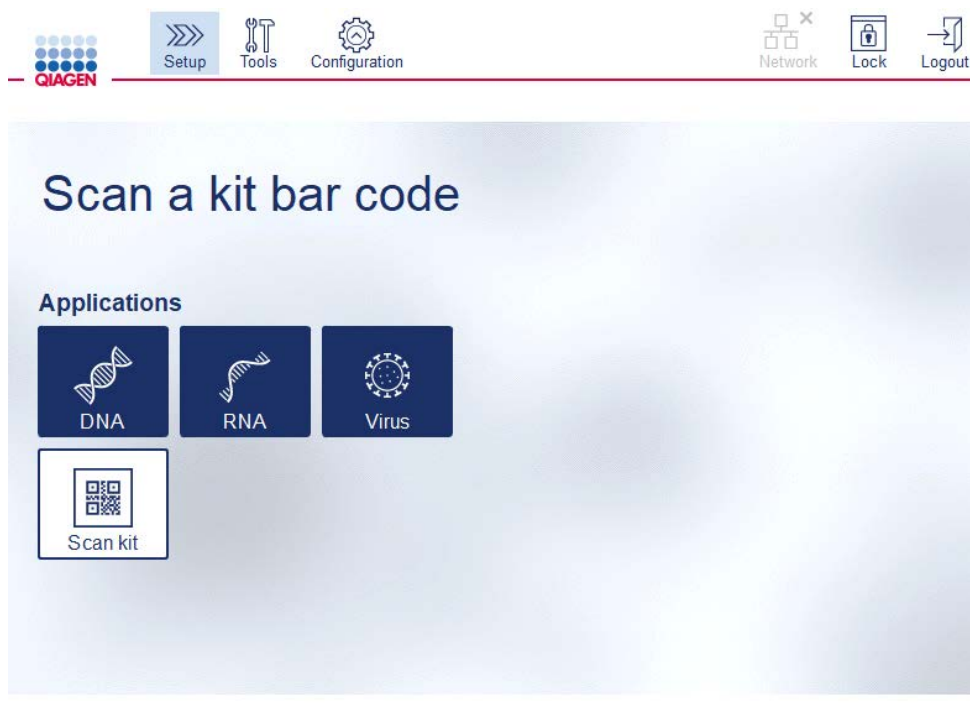 QIAGEN
Setup
Tools
Configuration
Network
Lock
Logout
Scan a kit bar code
Applications
DNA
RNA
Virus
Scan kit